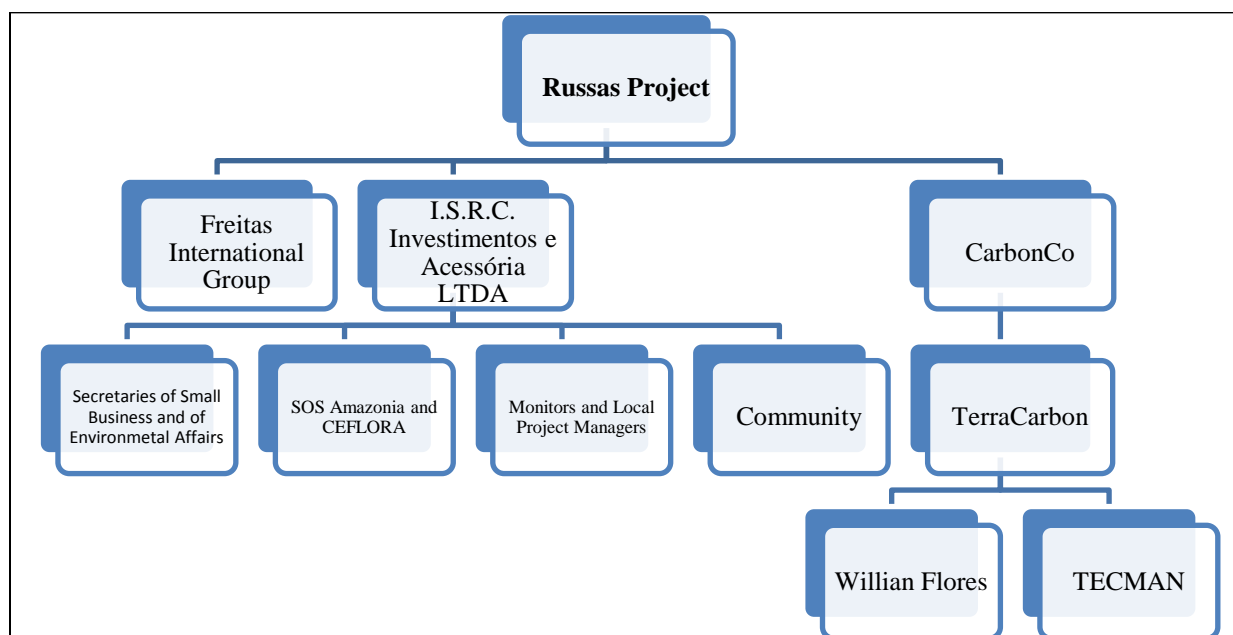 Russas Project
Freitas
International
Group
I.S.R.C.
Investimentos e
Acessória
LTDA
CarbonCo
Secretaries of Small
Business and of
Environmetal Affairs
SOS Amazonia and
CEFLORA
Monitors and Local
Project Managers
Community
TerraCarbon
Willian Flores
TECMAN